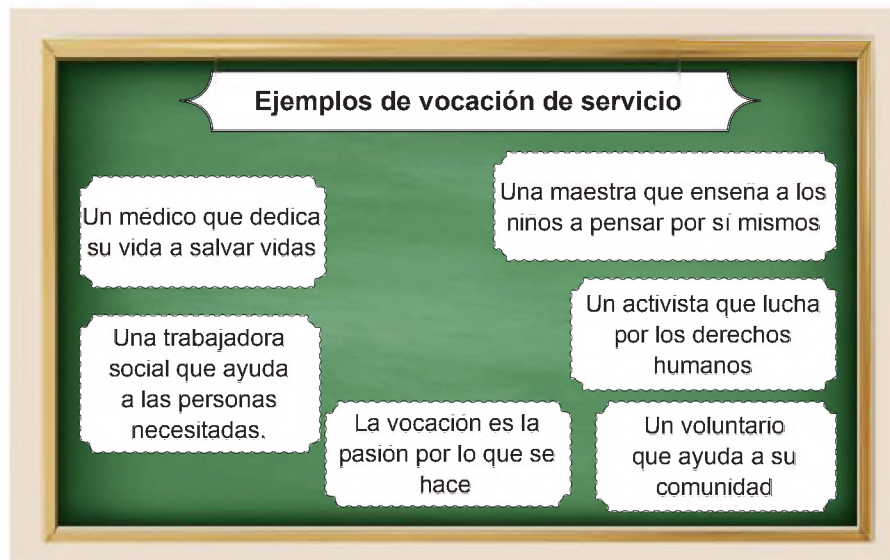 Ejemplos de vocación de servicio
Un médico que dedica
su vida a salvar vidas
Una maestra que enseña a los
niños a pensar por sí mismos
Una trabajadora
social que ayuda
a las personas
necesitadas.
Un activista que lucha
por los derechos
humanos
La vocación es la
pasión por lo que se
hace
Un voluntario
que ayuda a su
comunidad